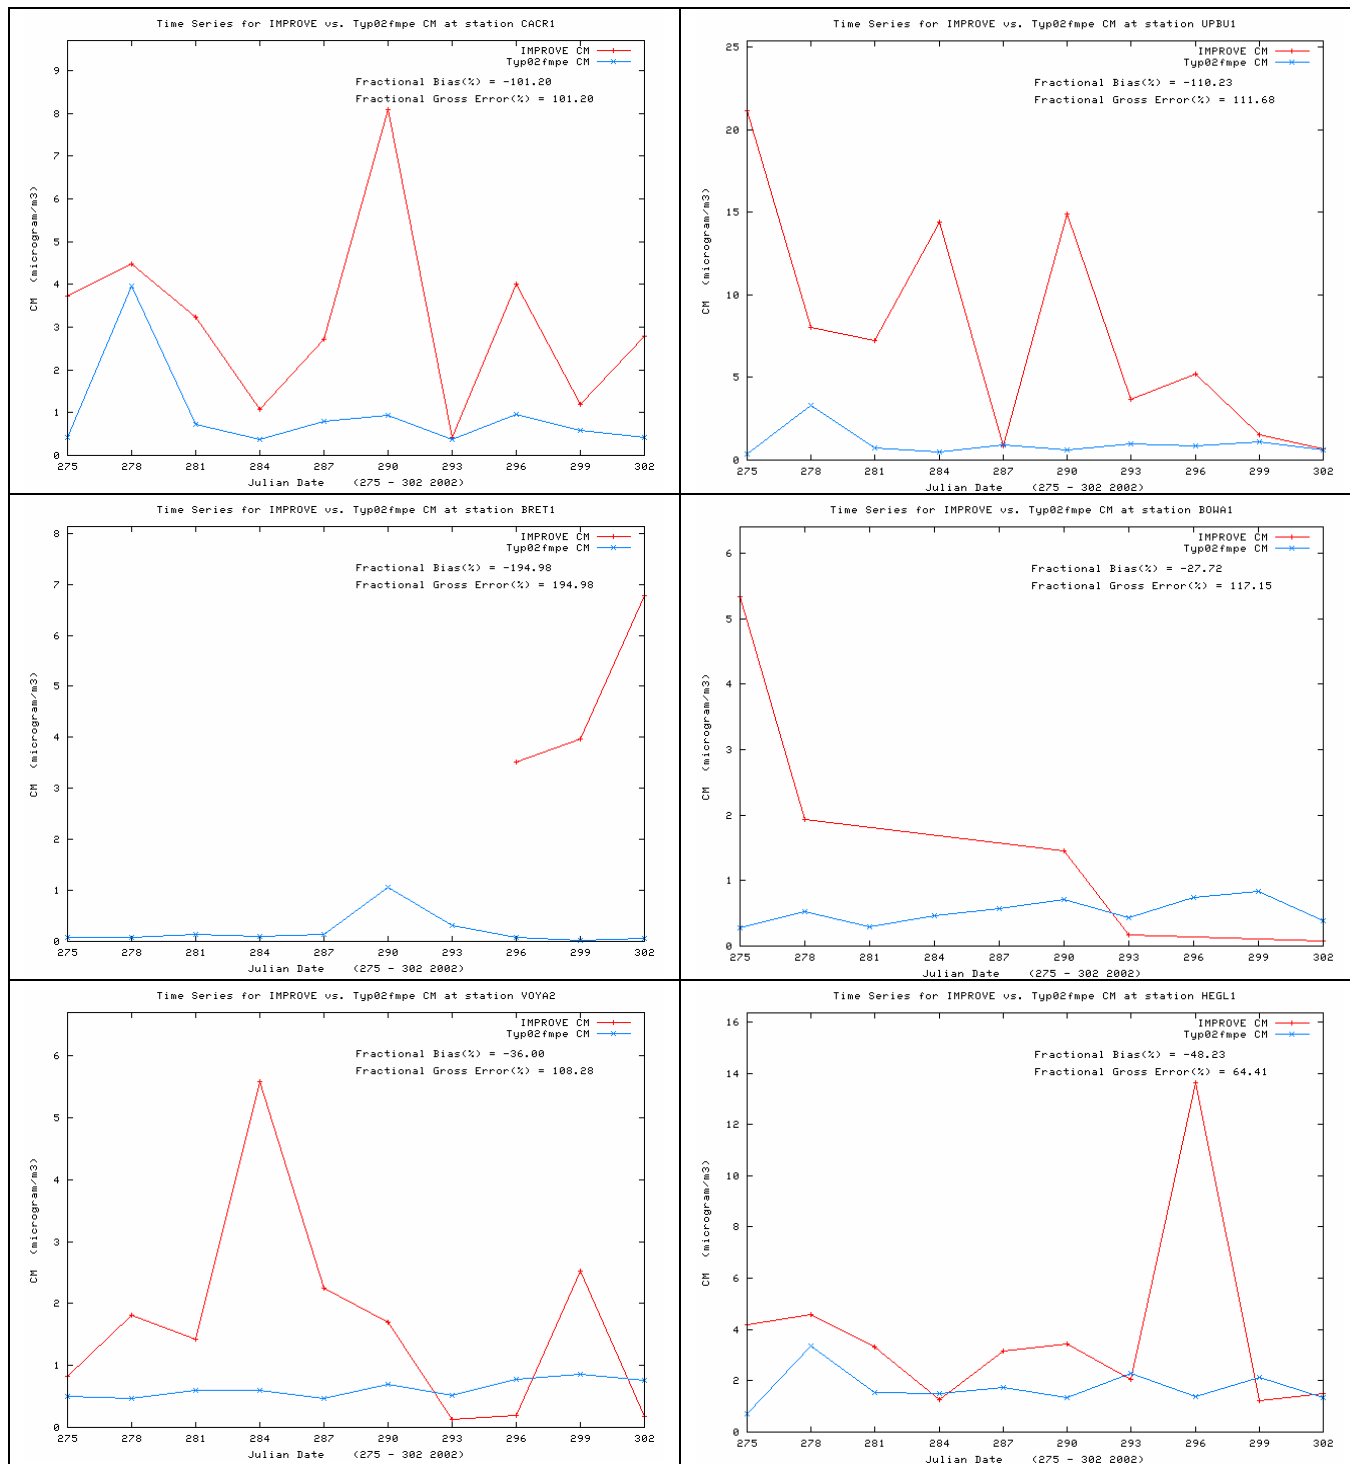 Time Series for IMPROVE vs. Typ02fmpe CM at station CACR1
IMPROVE CM
Typ02fmpe CM
Fractional Bias(%) = -101.20
Fractional Gross Error(%) = 101.20
9
8
7
6
5
4
3
2
1
0
CM (microgram/m3)
275 278 281 284 287 290 293 296 299 302
Julian Date (275 - 302 2002)
Time Series for IMPROVE vs. Typ02fmpe CM at station UPBU1
IMPROVE CM
Typ02fmpe CM
Fractional Bias(%) = -110.23
Fractional Gross Error(%) = 111.68
25
20
15
10
5
0
CM (microgram/m3)
275 278 281 284 287 290 293 296 299 302
Julian Date (275 - 302 2002)
Time Series for IMPROVE vs. Typ02fmpe CM at station BRET1
IMPROVE CM
Typ02fmpe CM
Fractional Bias(%) = -194.98
Fractional Gross Error(%) = 194.98
8
7
6
5
4
3
2
1
0
CM (microgram/m3)
275 278 281 284 287 290 293 296 299 302
Julian Date (275 - 302 2002)
Time Series for IMPROVE vs. Typ02fmpe CM at station BOWA1
IMPROVE CM
Typ02fmpe CM
Fractional Bias(%) = -27.72
Fractional Gross Error(%) = 117.15
6
5
4
3
2
1
0
CM (microgram/m3)
275 278 281 284 287 290 293 296 299 302
Julian Date (275 - 302 2002)
Time Series for IMPROVE vs. Typ02fmpe CM at station VOYA2
IMPROVE CM
Typ02fmpe CM
Fractional Bias(%) = -36.00
Fractional Gross Error(%) = 108.28
6
5
4
3
2
1
0
CM (microgram/m3)
275 278 281 284 287 290 293 296 299 302
Julian Date (275 - 302 2002)
Time Series for IMPROVE vs. Typ02fmpe CM at station HEGL1
IMPROVE CM
Typ02fmpe CM
Fractional Bias(%) = -48.23
Fractional Gross Error(%) = 64.41
16
14
12
10
8
6
4
2
0
CM (microgram/m3)
275 278 281 284 287 290 293 296 299 302
Julian Date (275 - 302 2002)